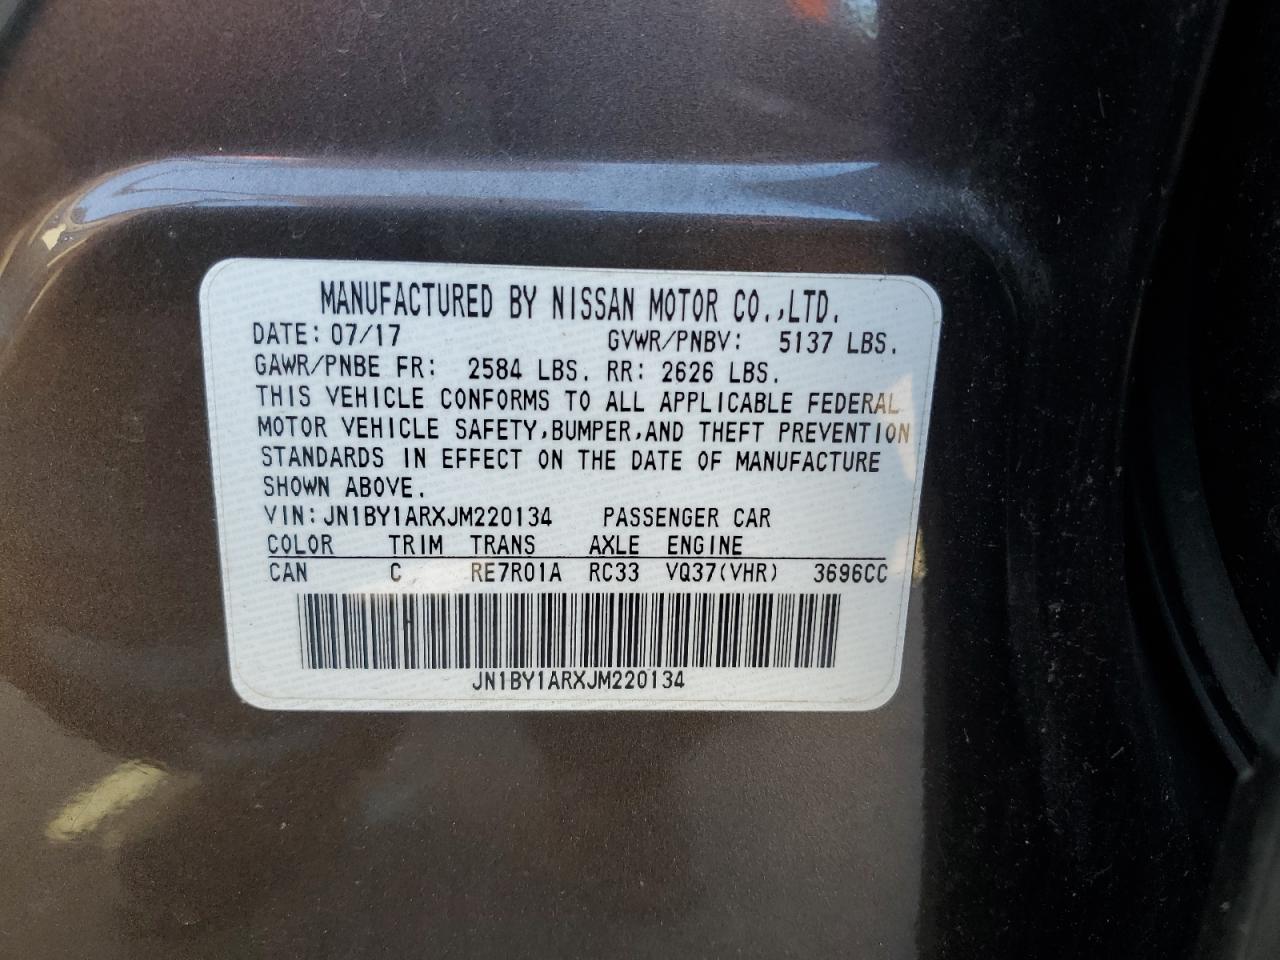 MANUFACTURED BY NISSAN MOTOR CO.,LTD.
DATE: 07/17 GVWR/PNBV: 5137 LBS.
GAWR/PNBE FR: 2584 LBS. RR: 2626 LBS.
THIS VEHICLE CONFORMS TO ALL APPLICABLE FEDERAL
MOTOR VEHICLE SAFETY,BUMPER,AND THEFT PREVENTION
STANDARDS IN EFFECT ON THE DATE OF MANUFACTURE
SHOWN ABOVE.
VIN: JN1BY1ARXJM220134 PASSENGER CAR
COLOR TRIM TRANS AXLE ENGINE
CAN C RE7R01A RC33 VQ37(VHR) 3696CC
JN1BY1ARXJM220134